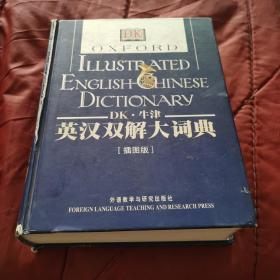 DK
OXFORD
ILLUSTRATED
ENGLISH-CHINESE
DICTIONARY
DK·牛津
英汉双解大词典
[插图版]
外语教学与研究出版社
FOREIGN LANGUAGE TEACHING AND RESEARCH PRESS